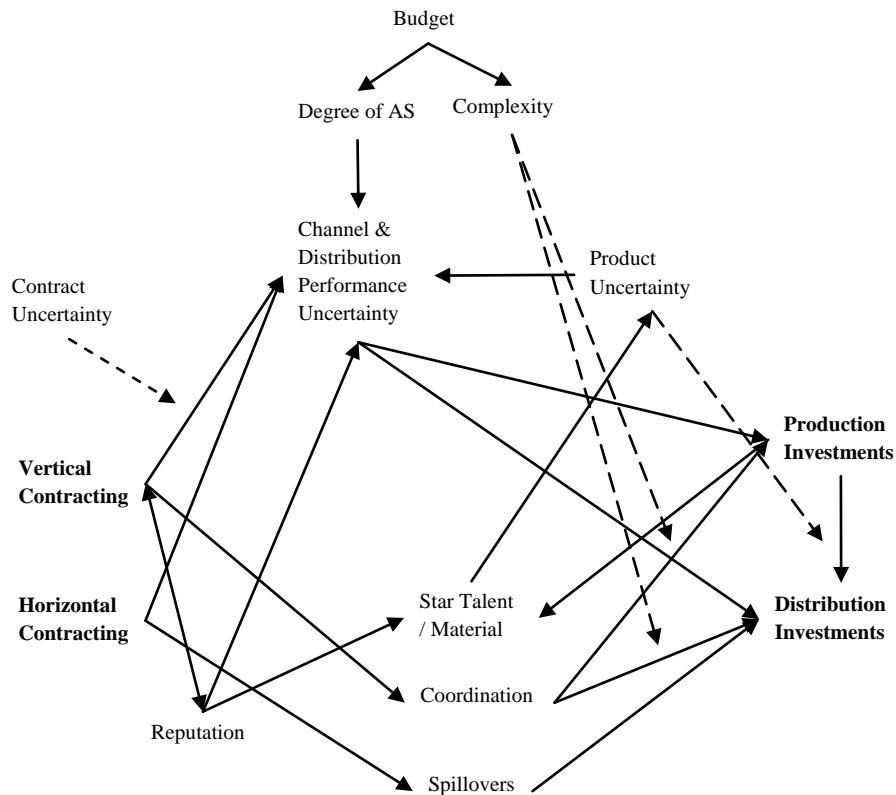 Budget
Degree of AS
Complexity
Channel &
Distribution
Performance
Uncertainty
Product
Uncertainty
Contract
Uncertainty
Production
Investments
Vertical
Contracting
Star Talent
/ Material
Horizontal
Contracting
Distribution
Investments
Coordination
Reputation
Spillovers